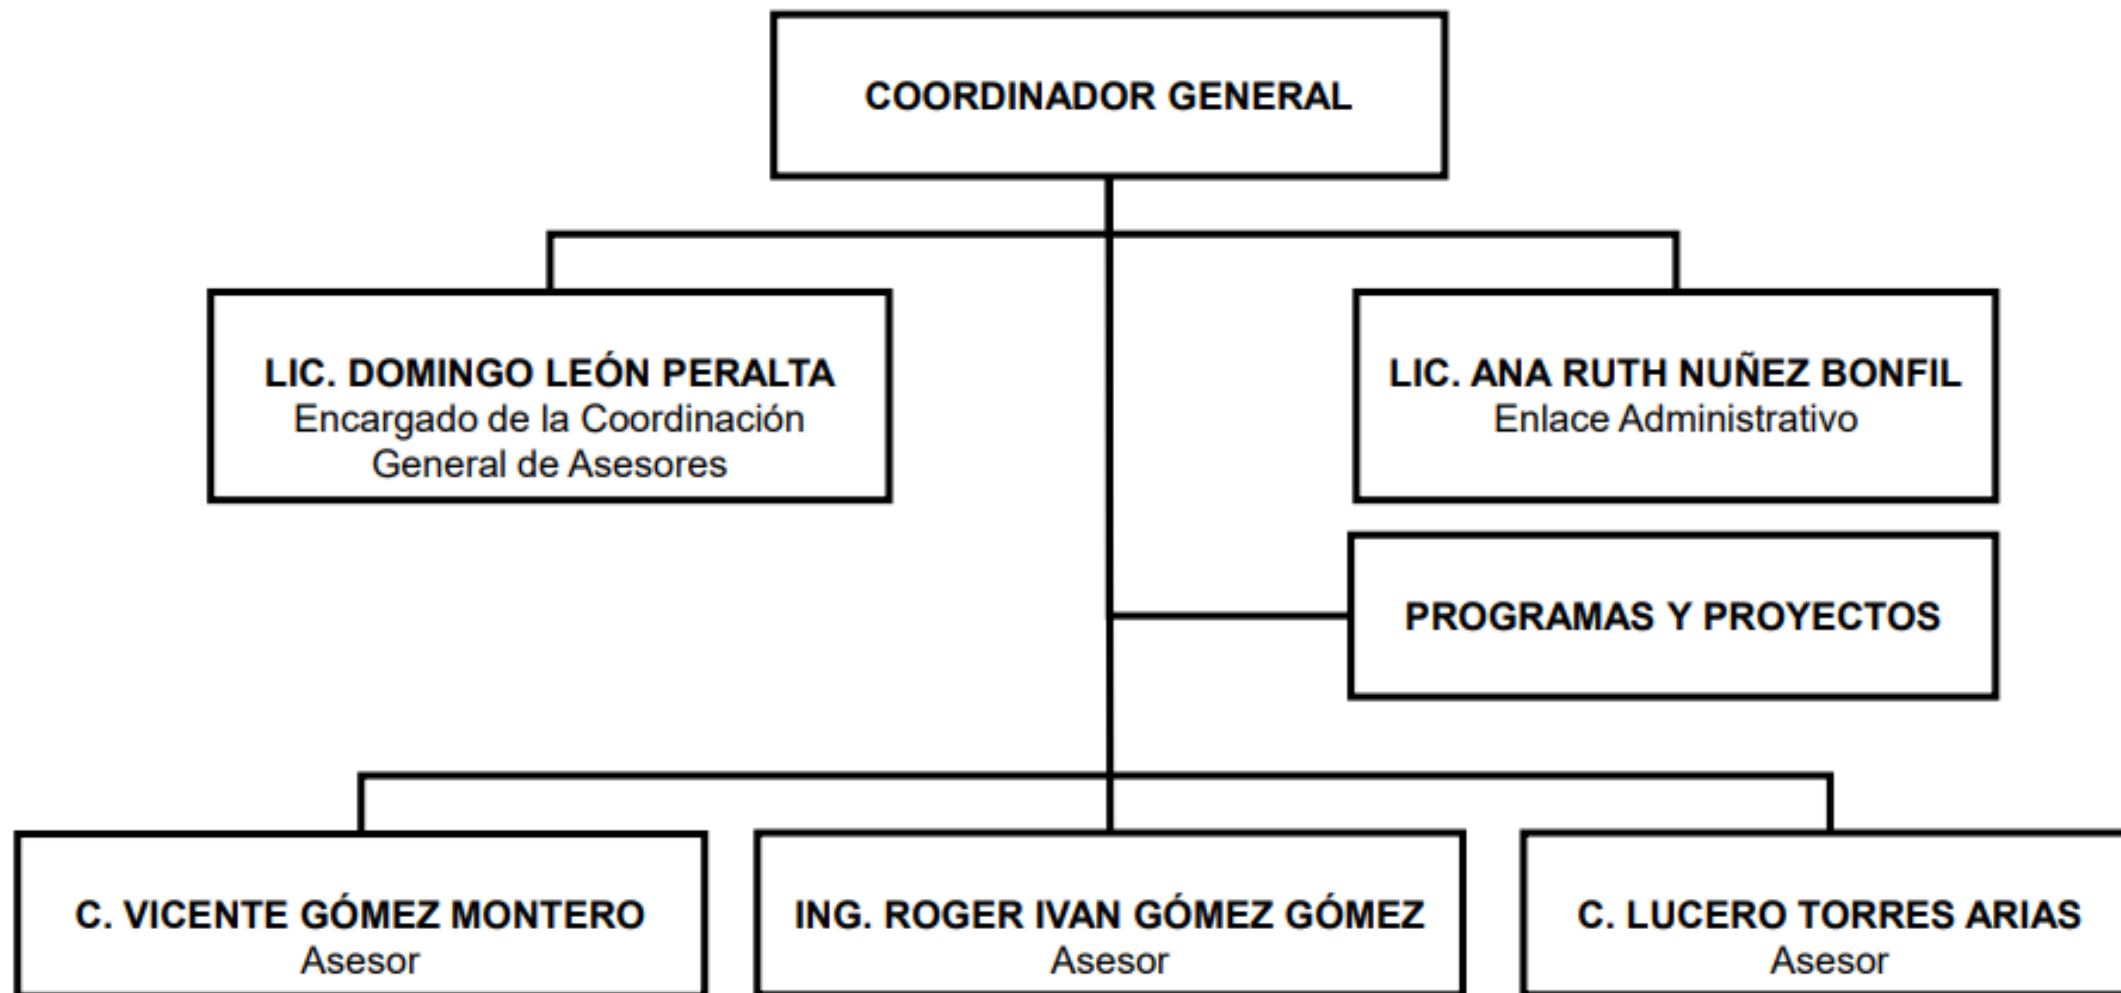 COORDINADOR GENERAL
LIC. DOMINGO LEÓN PERALTA
Encargado de la Coordinación
General de Asesores
LIC. ANA RUTH NUÑEZ BONFIL
Enlace Administrativo
PROGRAMAS Y PROYECTOS
C. VICENTE GÓMEZ MONTERO
Asesor
ING. ROGER IVAN GÓMEZ GÓMEZ
Asesor
C. LUCERO TORRES ARIAS
Asesor